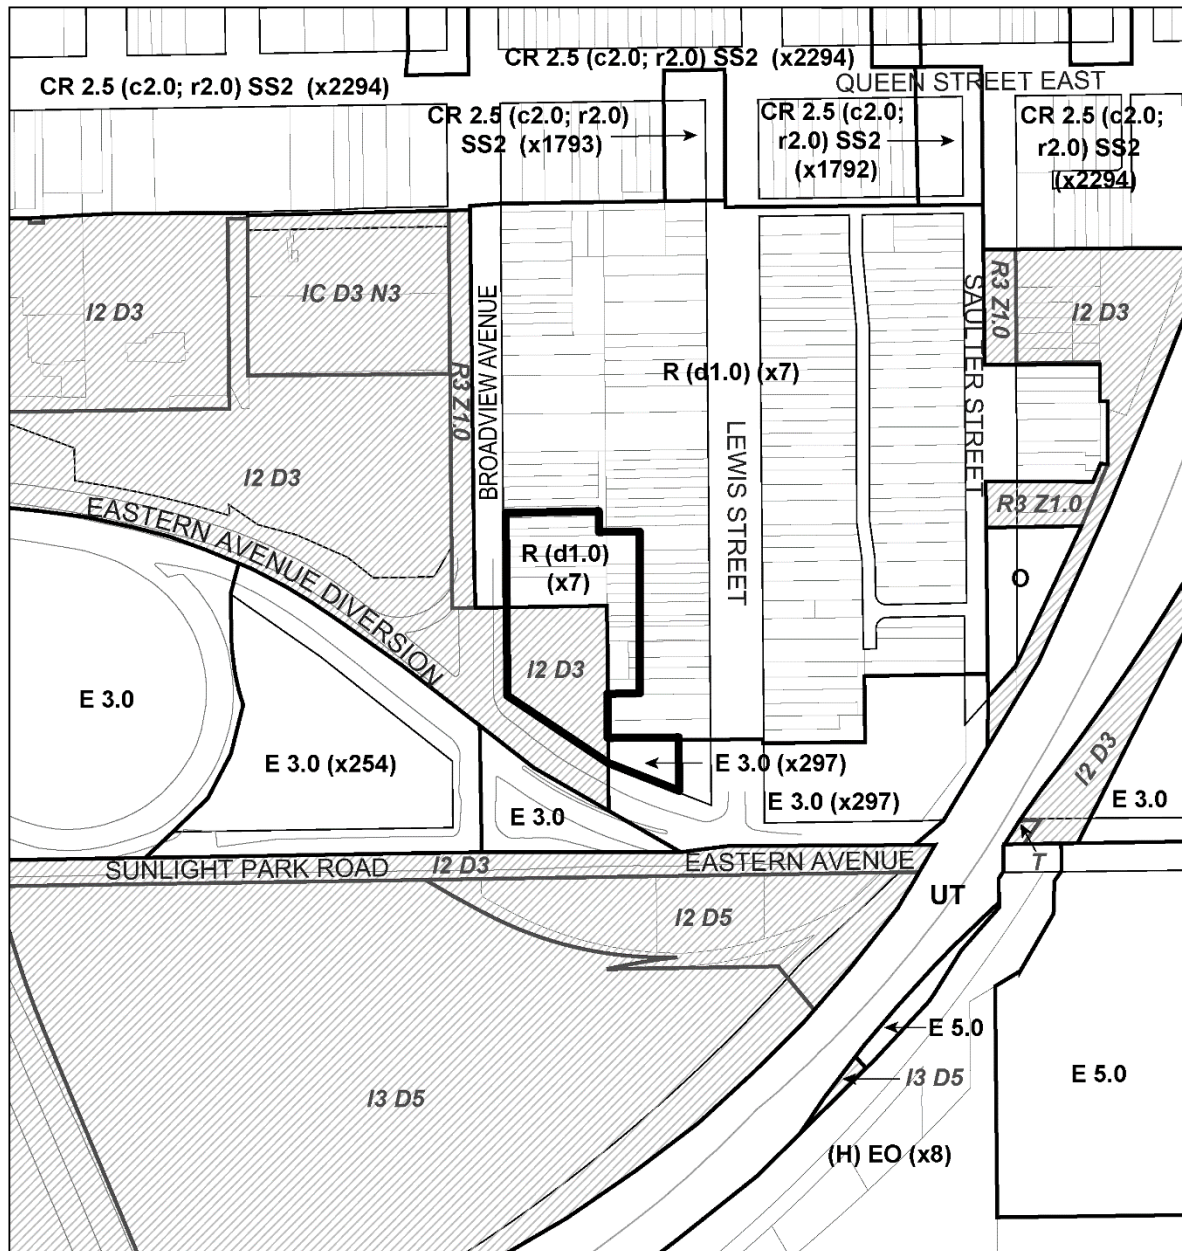 CR 2.5 (c2.0; r2.0) SS2 (x2294)
CR 2.5 (c2.0; r2.0) SS2 (x2294)
QUEEN STREET EAST
CR 2.5 (c2.0; r2.0)
SS2 (x1793)
CR 2.5 (c2.0;
r2.0) SS2
(x1792)
CR 2.5 (c2.0;
r2.0) SS2
(x2294)
I2 D3
IC D3 N3
R3 Z1.0
BROADVIEW AVENUE
R (d1.0) (x7)
LEWIS STREET
SAULTER STREET
R3 Z1.0
I2 D3
I2 D3
R3 Z1.0
EASTERN AVENUE DIVERSION
R (d1.0)
(x7)
O
I2 D3
E 3.0
E 3.0 (x254)
E 3.0
E 3.0 (x297)
E 3.0 (x297)
I2 D3
E 3.0
T
SUNLIGHT PARK ROAD
I2 D3
EASTERN AVENUE
UT
I2 D5
E 5.0
I3 D5
I3 D5
E 5.0
(H) EO (x8)